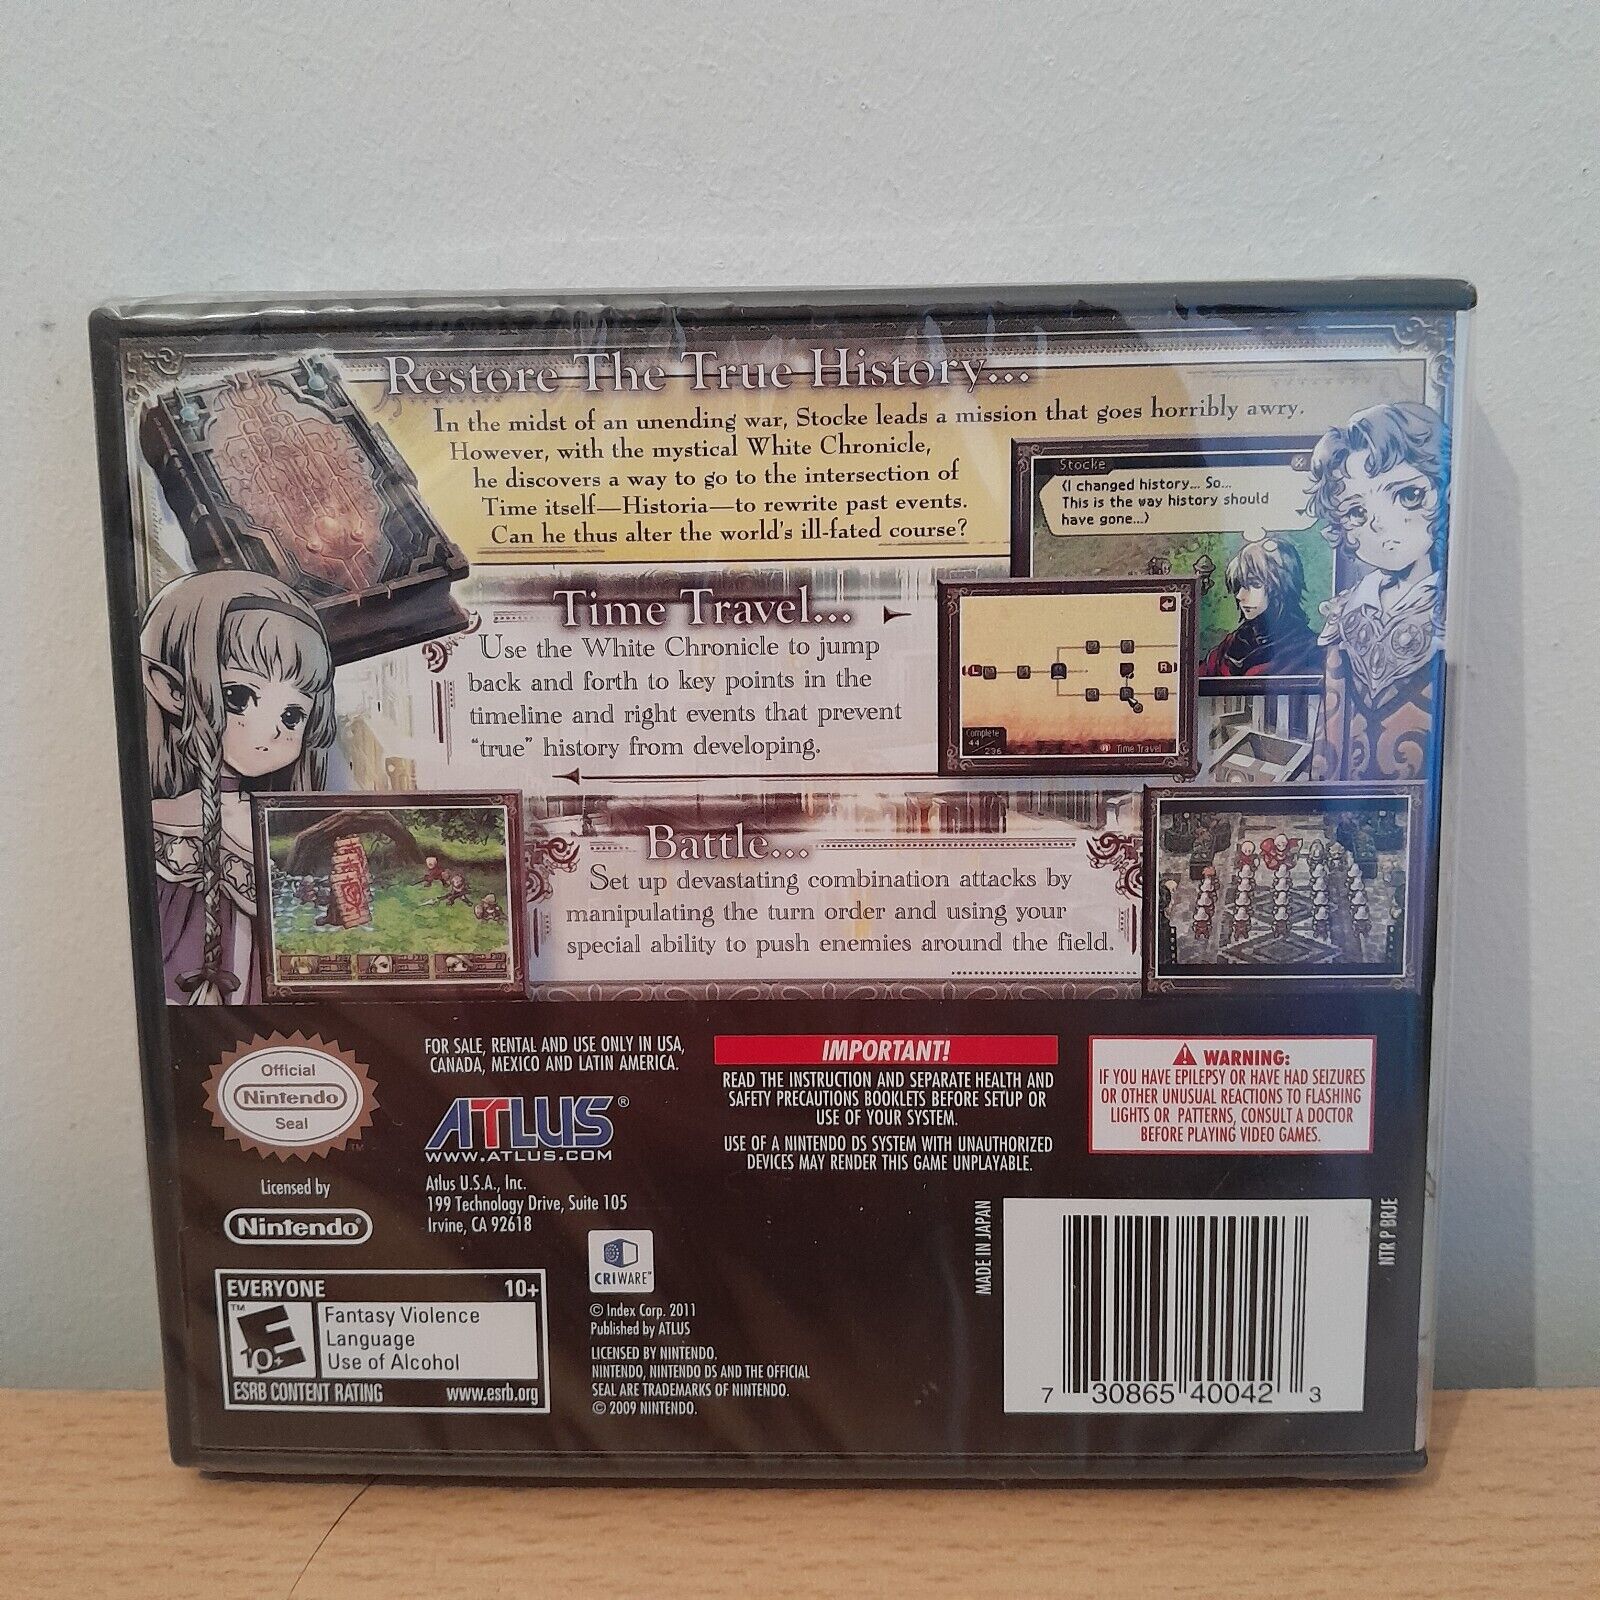 Restore The True History...
In the midst of an unending war, Stocke leads a mission that goes horribly awry.
However, with the mystical White Chronicle,
he discovers a way to go to the intersection of
Time itself—Historia—to rewrite past events.
Can he thus alter the world's ill-fated course?
Stocke
(I changed history... So...
This is the way history should
have gone...)
Time Travel...
Use the White Chronicle to jump
back and forth to key points in the
timeline and right events that prevent
"true" history from developing.
L
R
Complete
44/236
Time Travel
Battle...
Set up devastating combination attacks by
manipulating the turn order and using your
special ability to push enemies around the field.
Official
Nintendo
Seal
TM
Licensed by
Nintendo®
FOR SALE, RENTAL AND USE ONLY IN USA,
CANADA, MEXICO AND LATIN AMERICA.
ATLUS®
WWW.ATLUS.COM
Atlus U.S.A., Inc.
199 Technology Drive, Suite 105
Irvine, CA 92618
IMPORTANT!
READ THE INSTRUCTION AND SEPARATE HEALTH AND
SAFETY PRECAUTIONS BOOKLETS BEFORE SETUP OR
USE OF YOUR SYSTEM.
USE OF A NINTENDO DS SYSTEM WITH UNAUTHORIZED
DEVICES MAY RENDER THIS GAME UNPLAYABLE.
WARNING:
IF YOU HAVE EPILEPSY OR HAVE HAD SEIZURES
OR OTHER UNUSUAL REACTIONS TO FLASHING
LIGHTS OR PATTERNS, CONSULT A DOCTOR
BEFORE PLAYING VIDEO GAMES.
EVERYONE 10+
TM
E
10+
Fantasy Violence
Language
Use of Alcohol
ESRB CONTENT RATING www.esrb.org
CRIWARE™
© Index Corp. 2011
Published by ATLUS
LICENSED BY NINTENDO.
NINTENDO, NINTENDO DS AND THE OFFICIAL
SEAL ARE TRADEMARKS OF NINTENDO.
© 2009 NINTENDO.
MADE IN JAPAN
7 30865 40042 3
NTR P BRJE